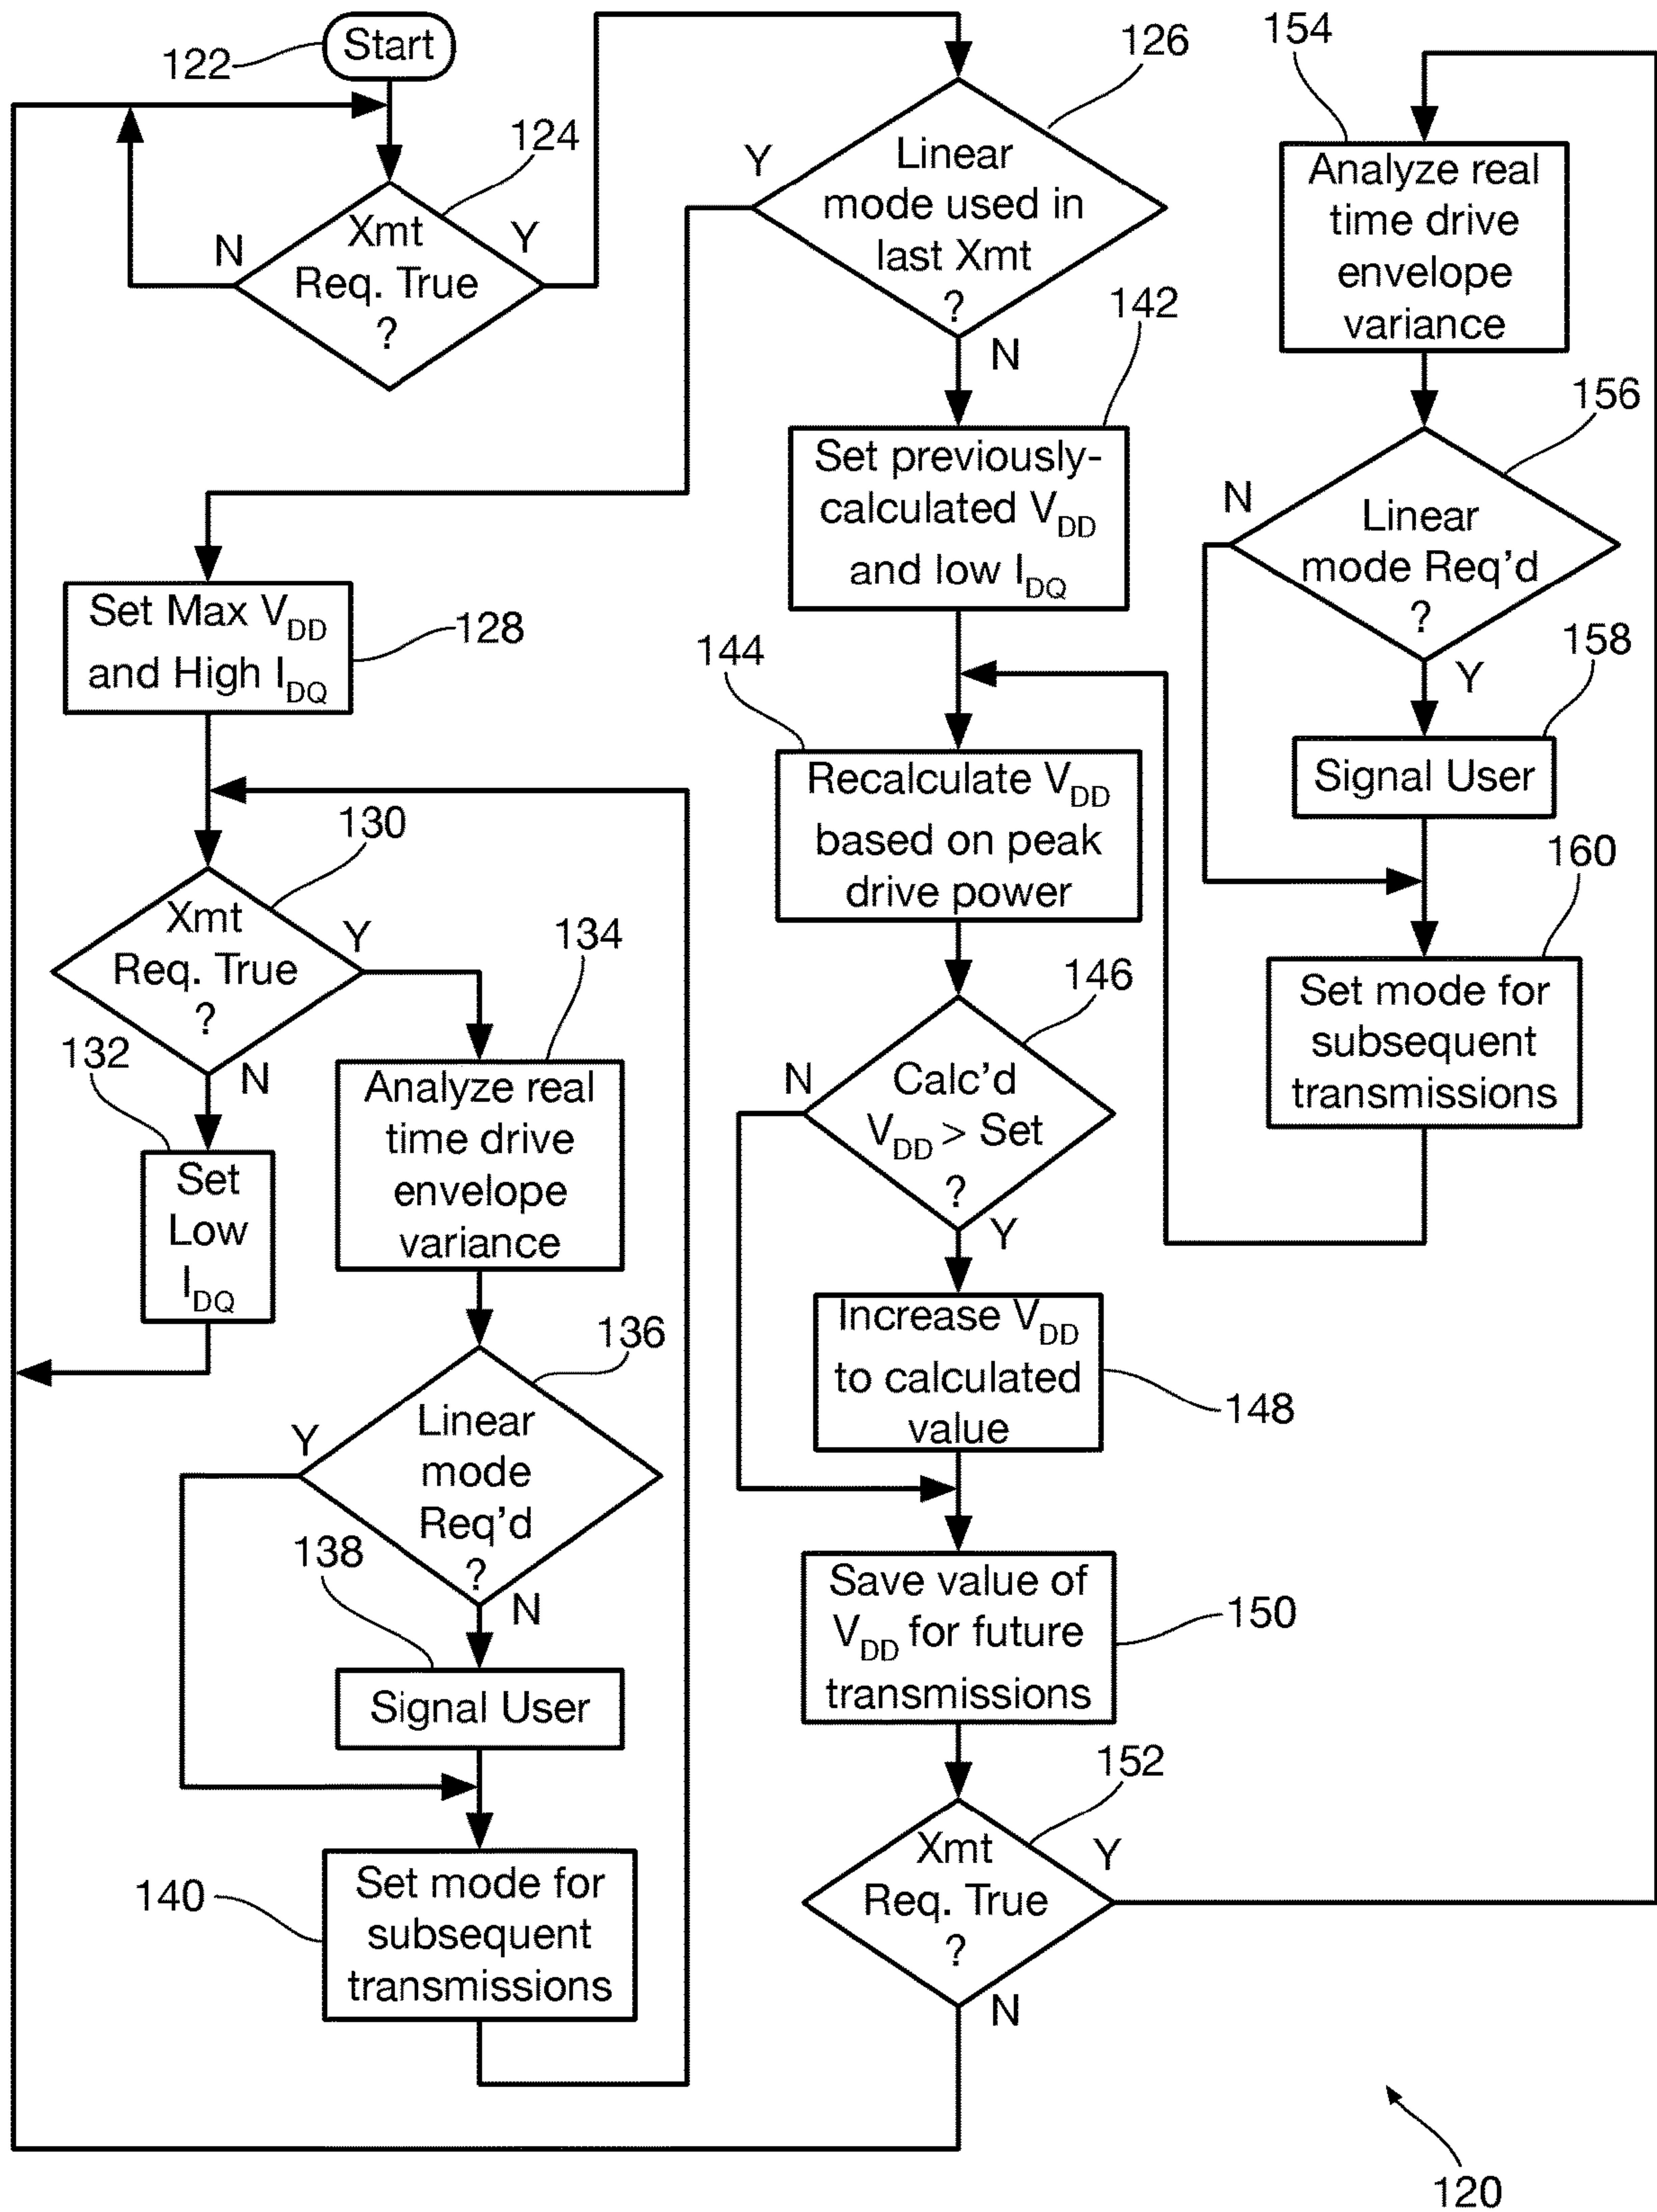 122
Start
124
Xmt
Req. True
?
N
Y
126
Linear
mode used in
last Xmt
?
Y
N
128
Set Max VDD
and High IDQ
130
Xmt
Req. True
?
Y
N
132
Set
Low
IDQ
134
Analyze real
time drive
envelope
variance
136
Linear
mode
Req'd
?
Y
N
138
Signal User
140
Set mode for
subsequent
transmissions
142
Set previously-
calculated VDD
and low IDQ
144
Recalculate VDD
based on peak
drive power
146
Calc'd
VDD > Set
?
N
Y
Increase VDD
to calculated
value
148
Save value of
VDD for future
transmissions
150
152
Xmt
Req. True
?
Y
N
154
Analyze real
time drive
envelope
variance
156
Linear
mode Req'd
?
N
Y
158
Signal User
160
Set mode for
subsequent
transmissions
120